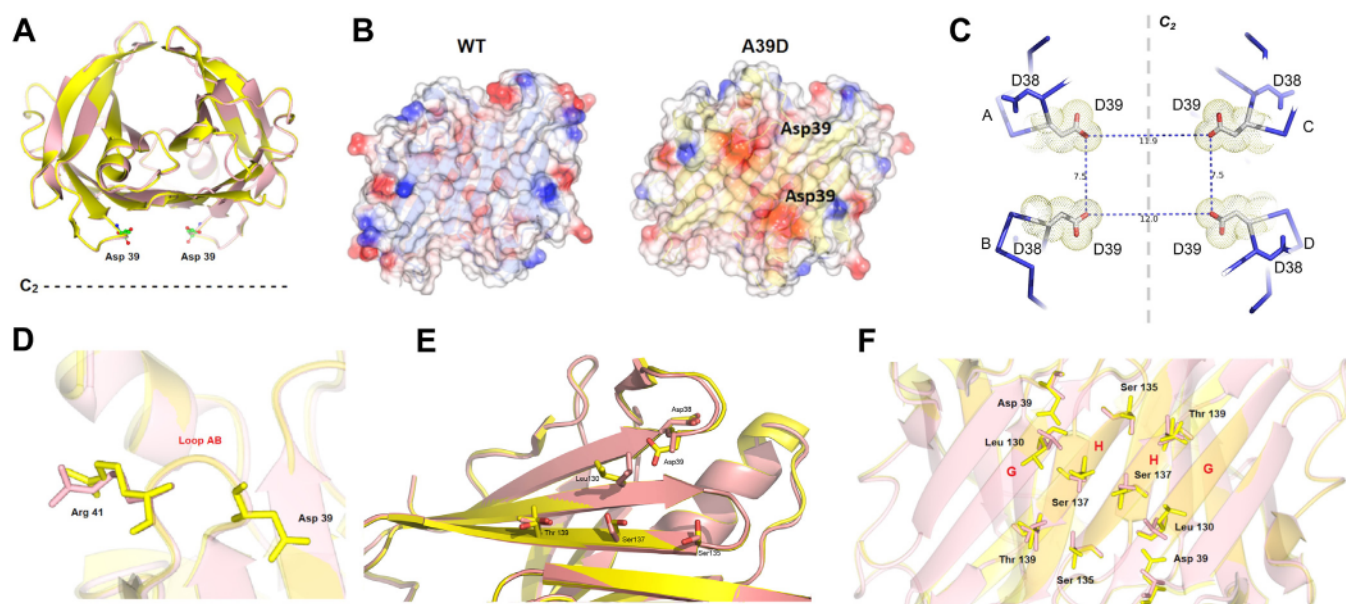 A
Asp 39 Asp 39
C2
B
WT A39D
Asp39
Asp39
C
C2
D38 D38
D39 D39
A C
11.9
7.5 7.5
12.0
B D38 D39 D39 D38 D
D
Loop AB
Arg 41
Asp 39
E
Asp38
Asp39
Leu130
Thr 139
Ser137
Ser135
F
Ser 135
Asp 39
Thr 139
Leu 130
H
H
G
G
Ser 137
Ser 137
Leu 130
Thr 139
Ser 135
Asp 39